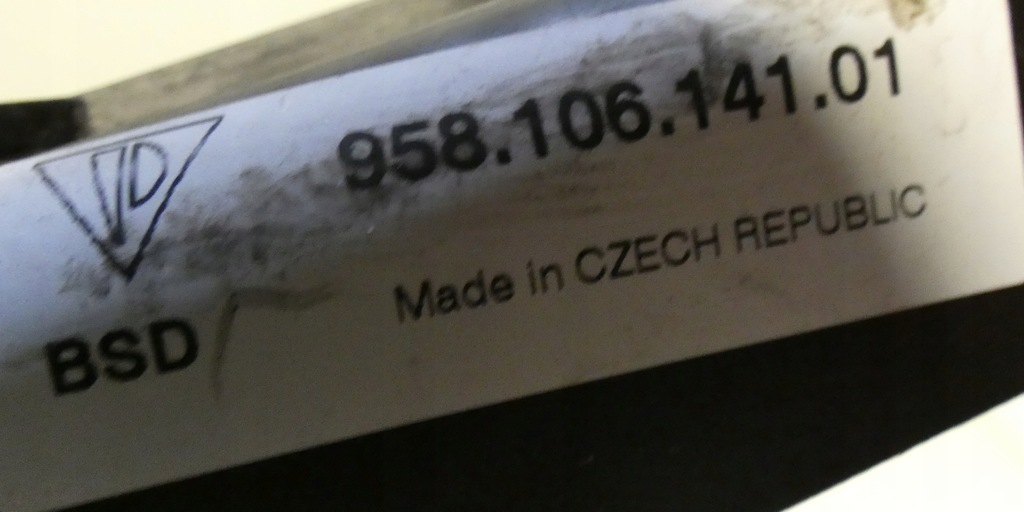 958.106.141.01
Made in CZECH REPUBLIC
BSD